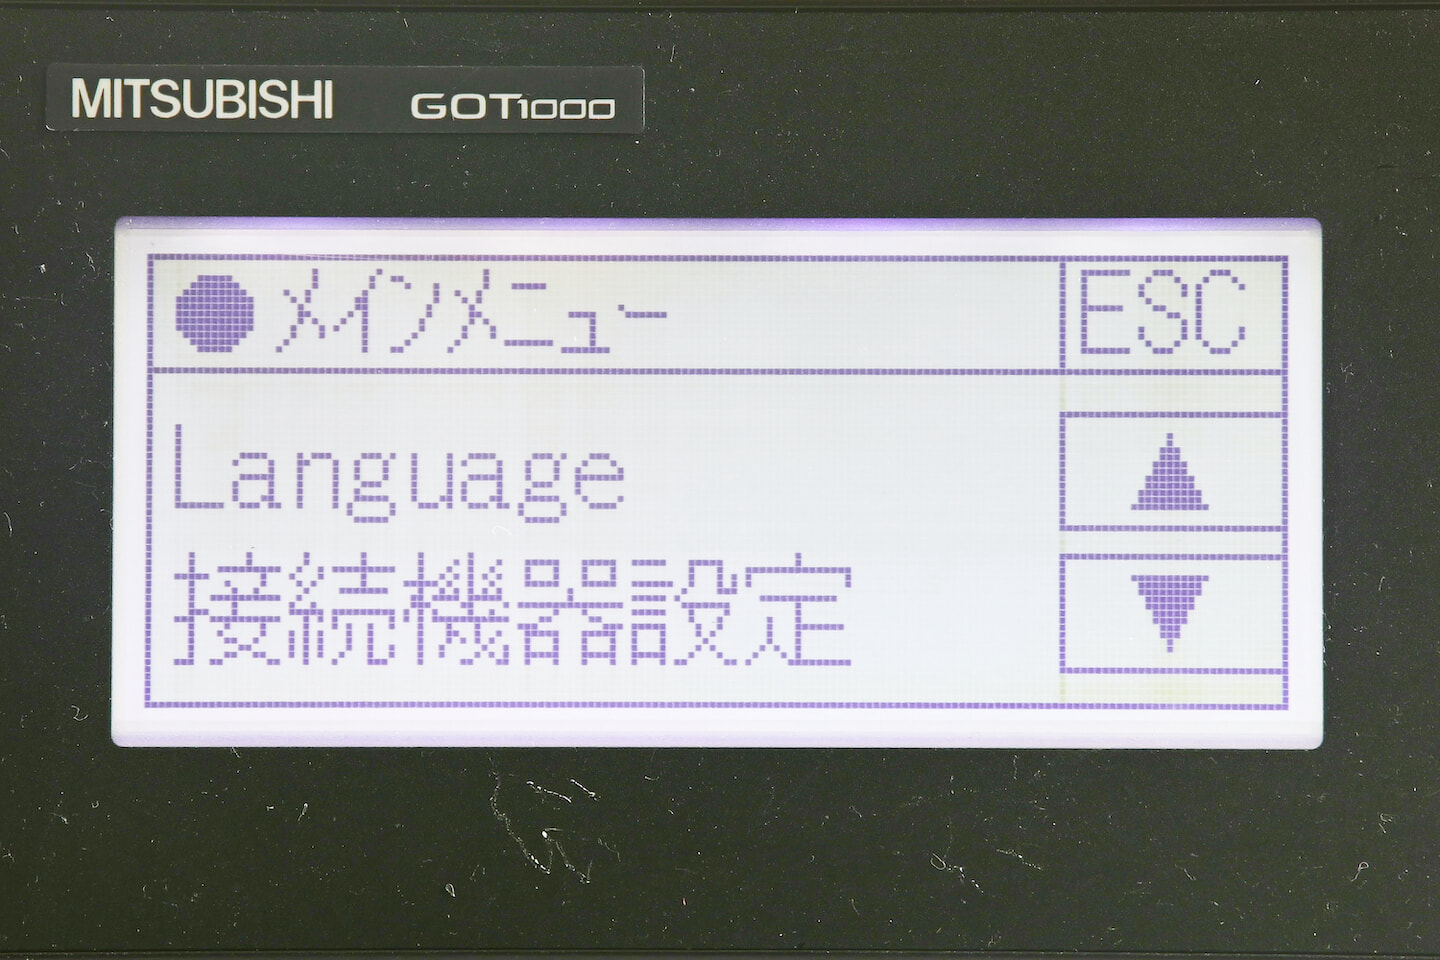 MITSUBISHI GOT1000
●メインメニュー ESC
Language ▲
接続機器設定 ▼